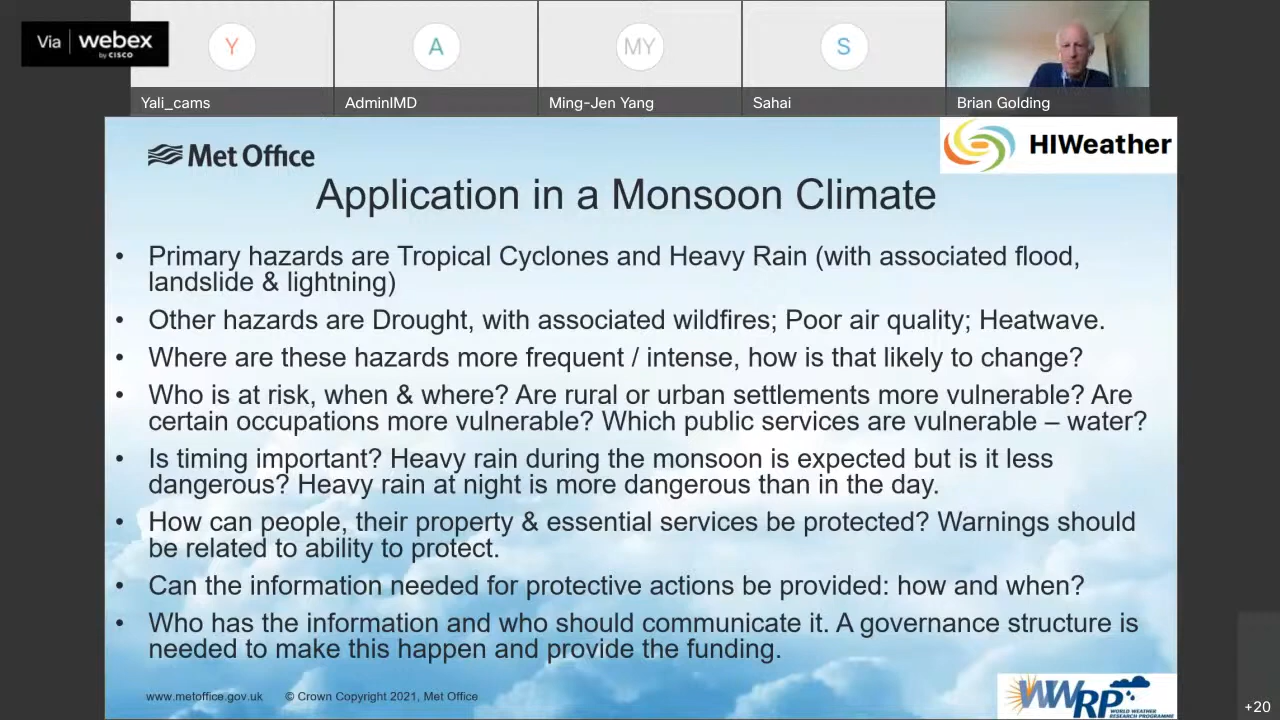 Via webex
by CISCO
Y
A
MY
S
Yali_cams
AdminIMD
Ming-Jen Yang
Sahai
Brian Golding
Met Office
HIWeather
Application in a Monsoon Climate
• Primary hazards are Tropical Cyclones and Heavy Rain (with associated flood,
landslide & lightning)
• Other hazards are Drought, with associated wildfires; Poor air quality; Heatwave.
• Where are these hazards more frequent / intense, how is that likely to change?
• Who is at risk, when & where? Are rural or urban settlements more vulnerable? Are
certain occupations more vulnerable? Which public services are vulnerable – water?
• Is timing important? Heavy rain during the monsoon is expected but is it less
dangerous? Heavy rain at night is more dangerous than in the day.
• How can people, their property & essential services be protected? Warnings should
be related to ability to protect.
• Can the information needed for protective actions be provided: how and when?
• Who has the information and who should communicate it. A governance structure is
needed to make this happen and provide the funding.
www.metoffice.gov.uk © Crown Copyright 2021, Met Office
WWRP
WORLD WEATHER
RESEARCH PROGRAMME
+20